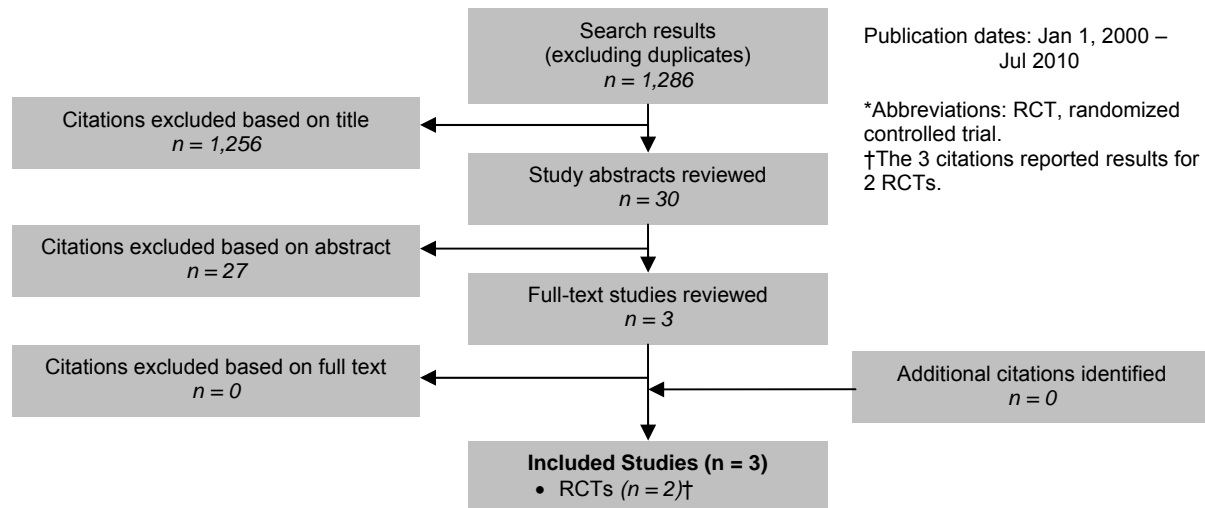 Search results
(excluding duplicates)
n = 1,286
Publication dates: Jan 1, 2000 –
Jul 2010
*Abbreviations: RCT, randomized
controlled trial.
†The 3 citations reported results for
2 RCTs.
Citations excluded based on title
n = 1,256
Study abstracts reviewed
n = 30
Citations excluded based on abstract
n = 27
Full-text studies reviewed
n = 3
Citations excluded based on full text
n = 0
Additional citations identified
n = 0
Included Studies (n = 3)
• RCTs (n = 2)†